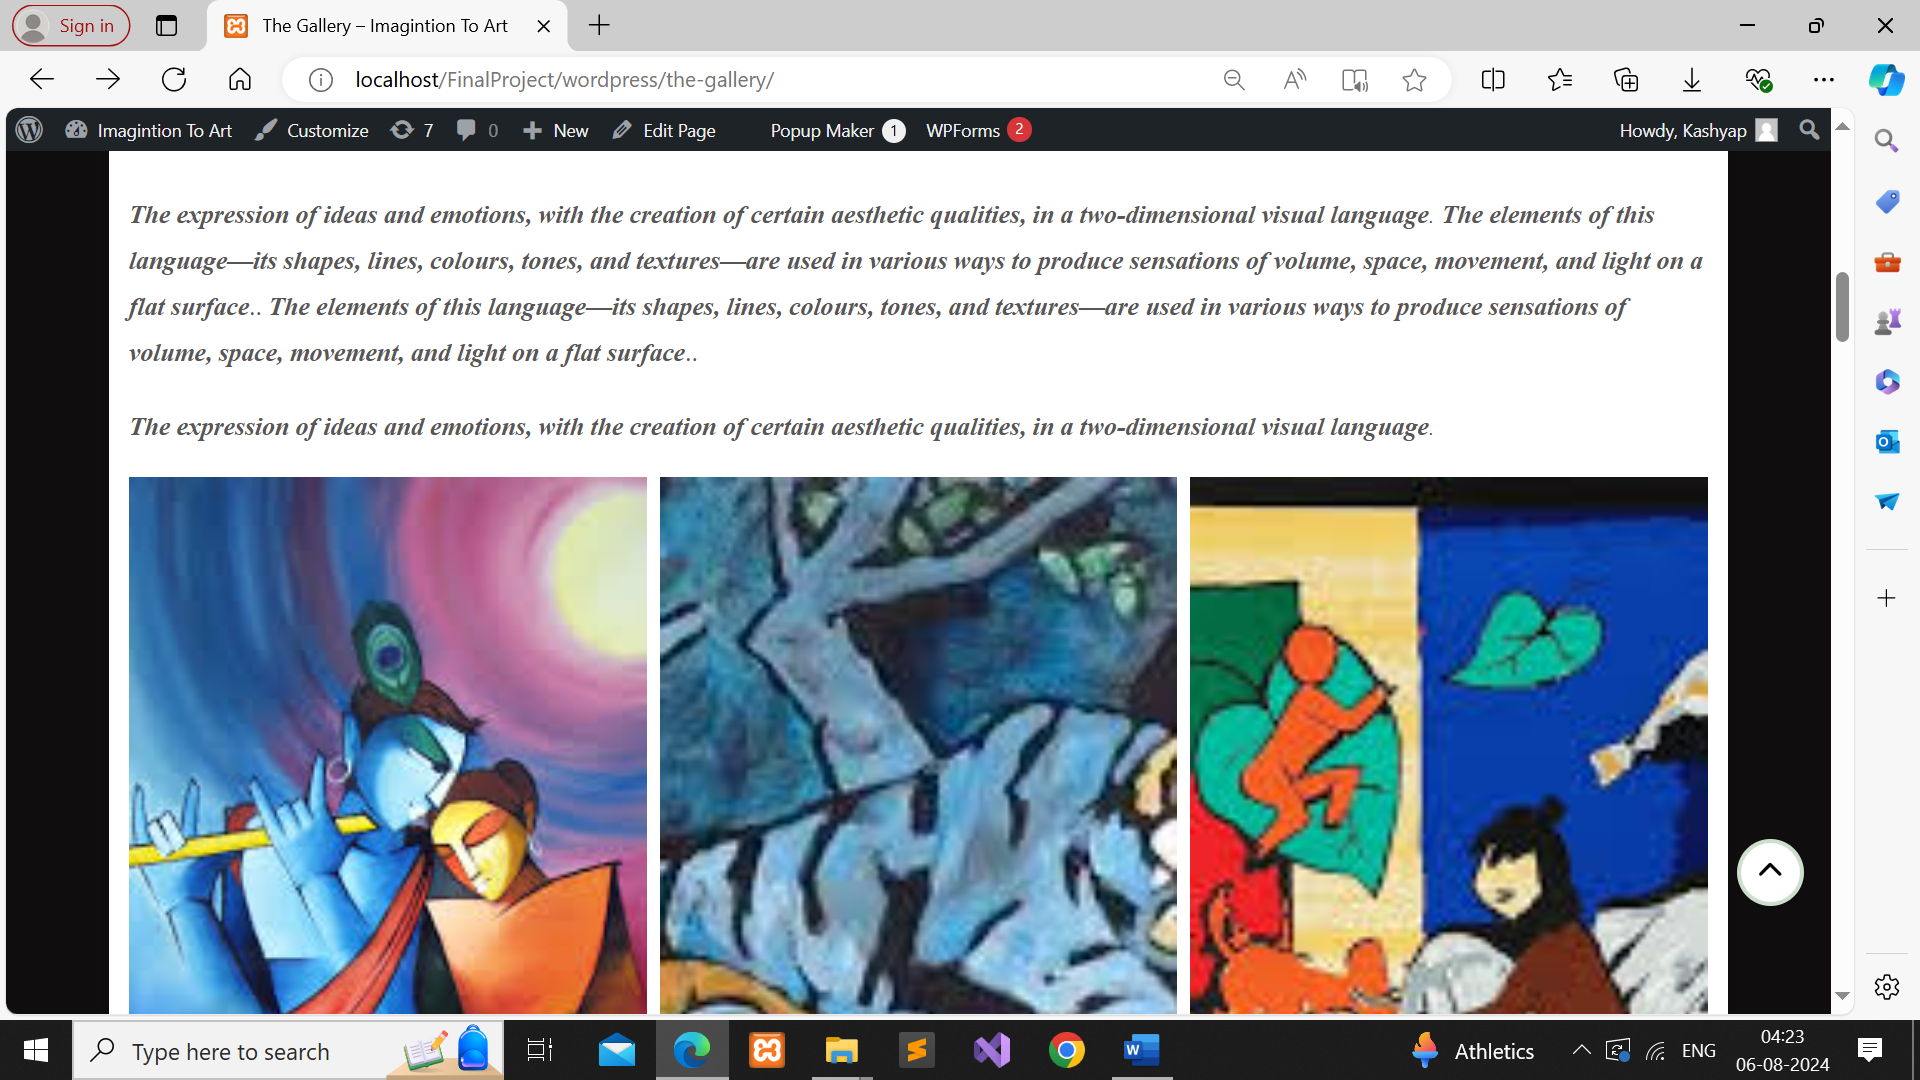 Sign in
The Gallery – Imagintion To Art
localhost/FinalProject/wordpress/the-gallery/
Imagintion To Art Customize 7 0 New Edit Page Popup Maker 1 WPForms 2 Howdy, Kashyap
The expression of ideas and emotions, with the creation of certain aesthetic qualities, in a two-dimensional visual language. The elements of this
language—its shapes, lines, colours, tones, and textures—are used in various ways to produce sensations of volume, space, movement, and light on a
flat surface.. The elements of this language—its shapes, lines, colours, tones, and textures—are used in various ways to produce sensations of
volume, space, movement, and light on a flat surface..
The expression of ideas and emotions, with the creation of certain aesthetic qualities, in a two-dimensional visual language.
Type here to search
Athletics
ENG
04:23
06-08-2024